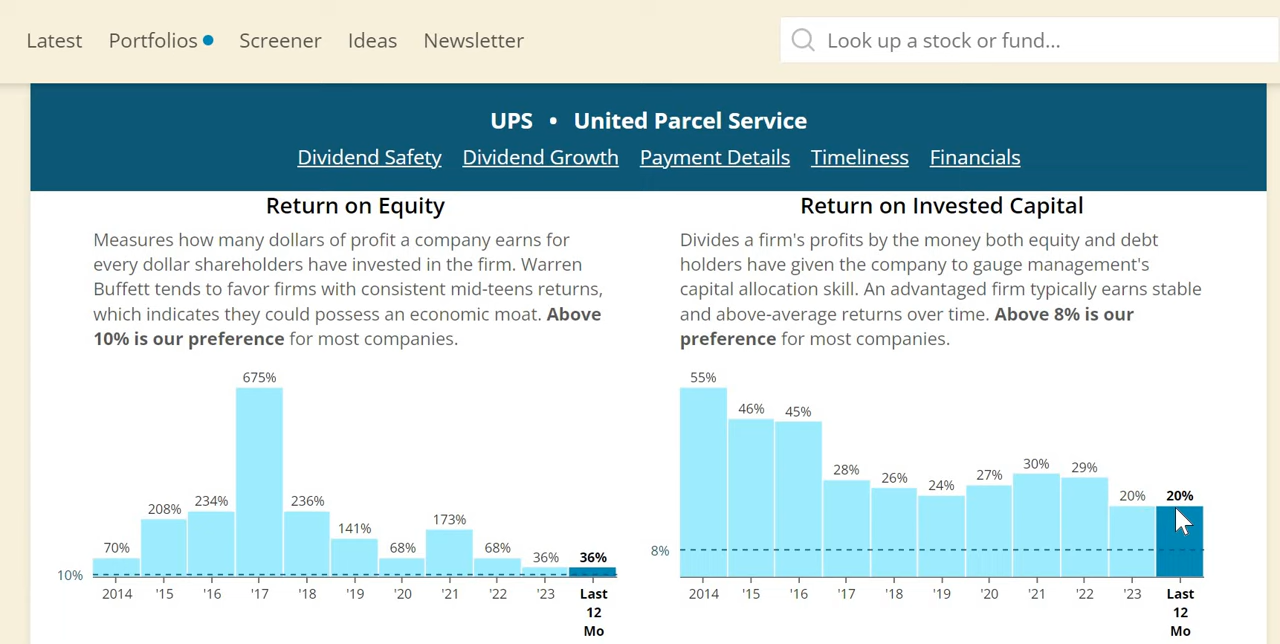 Latest Portfolios Screener Ideas Newsletter Look up a stock or fund...
UPS • United Parcel Service
Dividend Safety Dividend Growth Payment Details Timeliness Financials
Return on Equity
Measures how many dollars of profit a company earns for
every dollar shareholders have invested in the firm. Warren
Buffett tends to favor firms with consistent mid-teens returns,
which indicates they could possess an economic moat. Above
10% is our preference for most companies.
675%
234% 236%
208%
173%
141%
70% 68% 68%
36% 36%
10%
2014 '15 '16 '17 '18 '19 '20 '21 '22 '23 Last
12
Mo
Return on Invested Capital
Divides a firm's profits by the money both equity and debt
holders have given the company to gauge management's
capital allocation skill. An advantaged firm typically earns stable
and above-average returns over time. Above 8% is our
preference for most companies.
55%
46% 45%
30%
28% 29%
26% 27%
24%
20% 20%
8%
2014 '15 '16 '17 '18 '19 '20 '21 '22 '23 Last
12
Mo